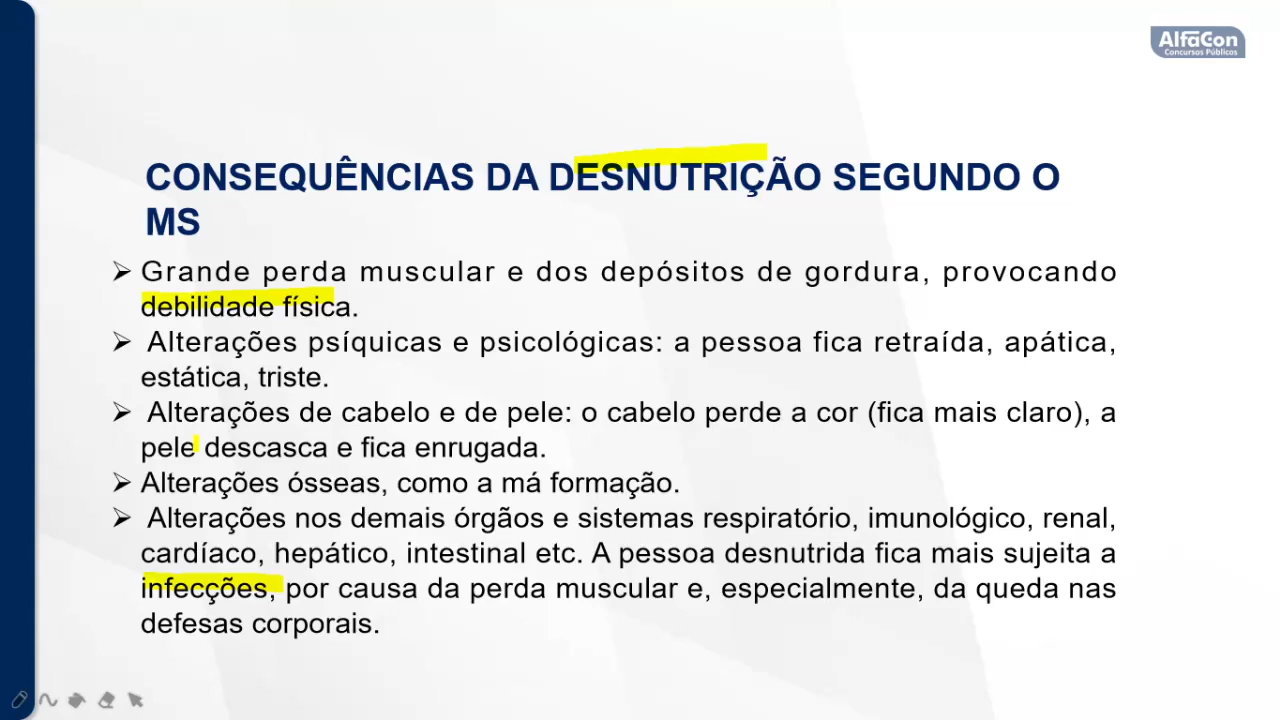 AlfaCon
Concursos Públicos
CONSEQUÊNCIAS DA DESNUTRIÇÃO SEGUNDO O
MS
Grande perda muscular e dos depósitos de gordura, provocando
debilidade física.
Alterações psíquicas e psicológicas: a pessoa fica retraída, apática,
estática, triste.
Alterações de cabelo e de pele: o cabelo perde a cor (fica mais claro), a
pele descasca e fica enrugada.
Alterações ósseas, como a má formação.
Alterações nos demais órgãos e sistemas respiratório, imunológico, renal,
cardíaco, hepático, intestinal etc. A pessoa desnutrida fica mais sujeita a
infecções, por causa da perda muscular e, especialmente, da queda nas
defesas corporais.